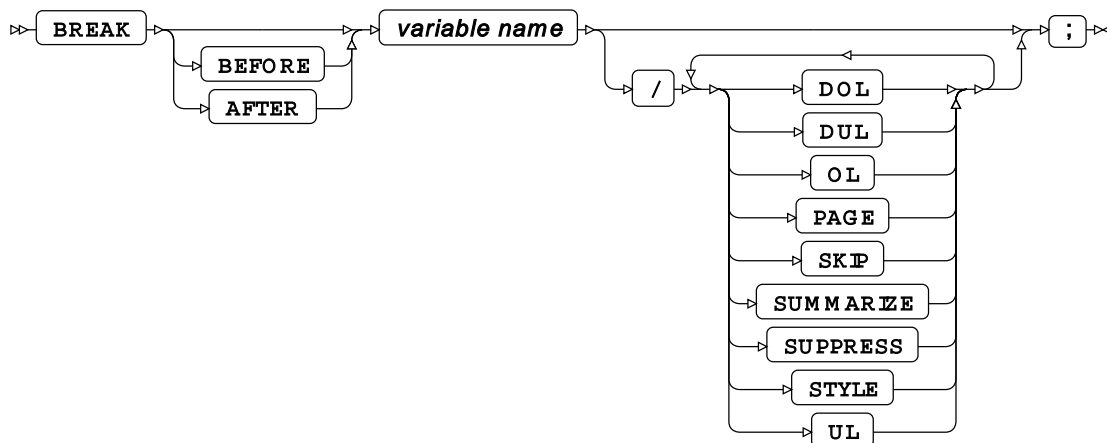 BREAK
BEFORE
AFTER
variable name
/
DOL
DUL
OL
PAGE
SKIP
SUMMARIZE
SUPPRESS
STYLE
UL
;